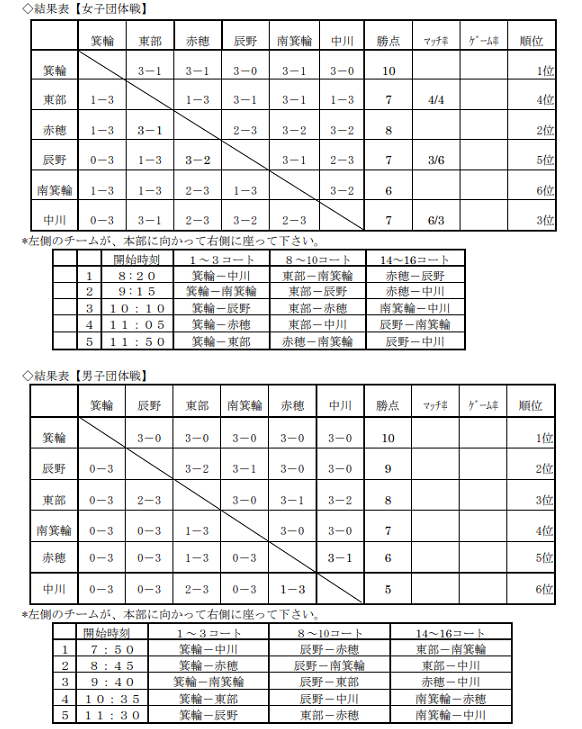 ◇結果表【女子団体戦】
箕輪 東部 赤穂 辰野 南箕輪 中川 勝点 ﾏｯﾁ率 ｹﾞｰﾑ率 順位
箕輪 3－1 3－1 3－0 3－1 3－0 10 1位
東部 1－3 1－3 3－1 3－1 1－3 7 4/4 4位
赤穂 1－3 3－1 2－3 3－2 3－2 8 2位
辰野 0－3 1－3 3－2 3－1 2－3 7 3/6 5位
南箕輪 1－3 1－3 2－3 1－3 3－2 6 6位
中川 0－3 3－1 2－3 3－2 2－3 7 6/3 3位
*左側のチームが、本部に向かって右側に座って下さい。
開始時刻 1～3コート 8～10コート 14～16コート
1 8:20 箕輪－中川 東部－南箕輪 赤穂－辰野
2 9:15 箕輪－南箕輪 東部－辰野 赤穂－中川
3 10:10 箕輪－辰野 東部－赤穂 南箕輪－中川
4 11:05 箕輪－赤穂 東部－中川 辰野－南箕輪
5 11:50 箕輪－東部 赤穂－南箕輪 辰野－中川
◇結果表【男子団体戦】
箕輪 辰野 東部 南箕輪 赤穂 中川 勝点 ﾏｯﾁ率 ｹﾞｰﾑ率 順位
箕輪 3－0 3－0 3－0 3－0 3－0 10 1位
辰野 0－3 3－2 3－1 3－0 3－0 9 2位
東部 0－3 2－3 3－0 3－1 3－2 8 3位
南箕輪 0－3 0－3 1－3 3－0 3－0 7 4位
赤穂 0－3 0－3 1－3 0－3 3－1 6 5位
中川 0－3 0－3 2－3 0－3 1－3 5 6位
*左側のチームが、本部に向かって右側に座って下さい。
開始時刻 1～3コート 8～10コート 14～16コート
1 7:50 箕輪－中川 辰野－赤穂 東部－南箕輪
2 8:45 箕輪－赤穂 辰野－南箕輪 東部－中川
3 9:40 箕輪－南箕輪 辰野－東部 赤穂－中川
4 10:35 箕輪－東部 辰野－中川 南箕輪－赤穂
5 11:30 箕輪－辰野 東部－赤穂 南箕輪－中川